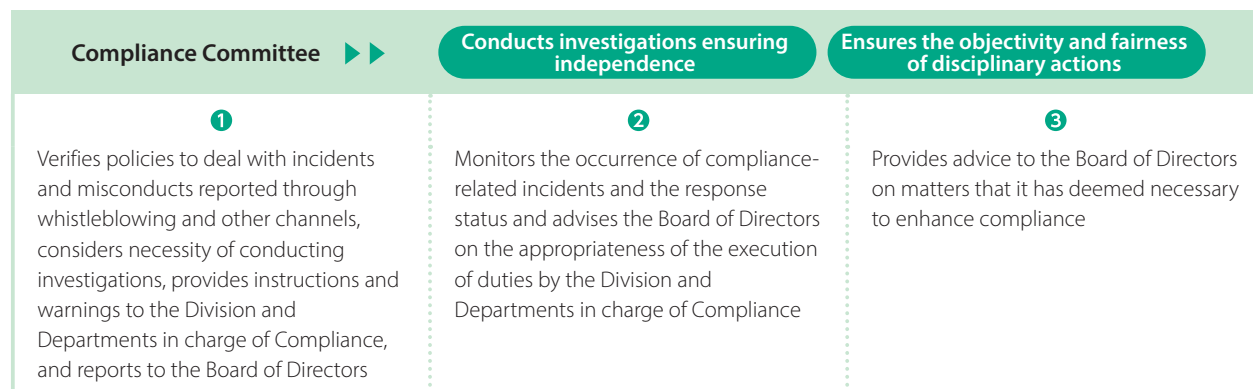 Compliance Committee
Conducts investigations ensuring
independence
Ensures the objectivity and fairness
of disciplinary actions
1
Verifies policies to deal with incidents
and misconducts reported through
whistleblowing and other channels,
considers necessity of conducting
investigations, provides instructions and
warnings to the Division and
Departments in charge of Compliance,
and reports to the Board of Directors
2
Monitors the occurrence of compliance-
related incidents and the response
status and advises the Board of Directors
on the appropriateness of the execution
of duties by the Division and
Departments in charge of Compliance
3
Provides advice to the Board of Directors
on matters that it has deemed necessary
to enhance compliance